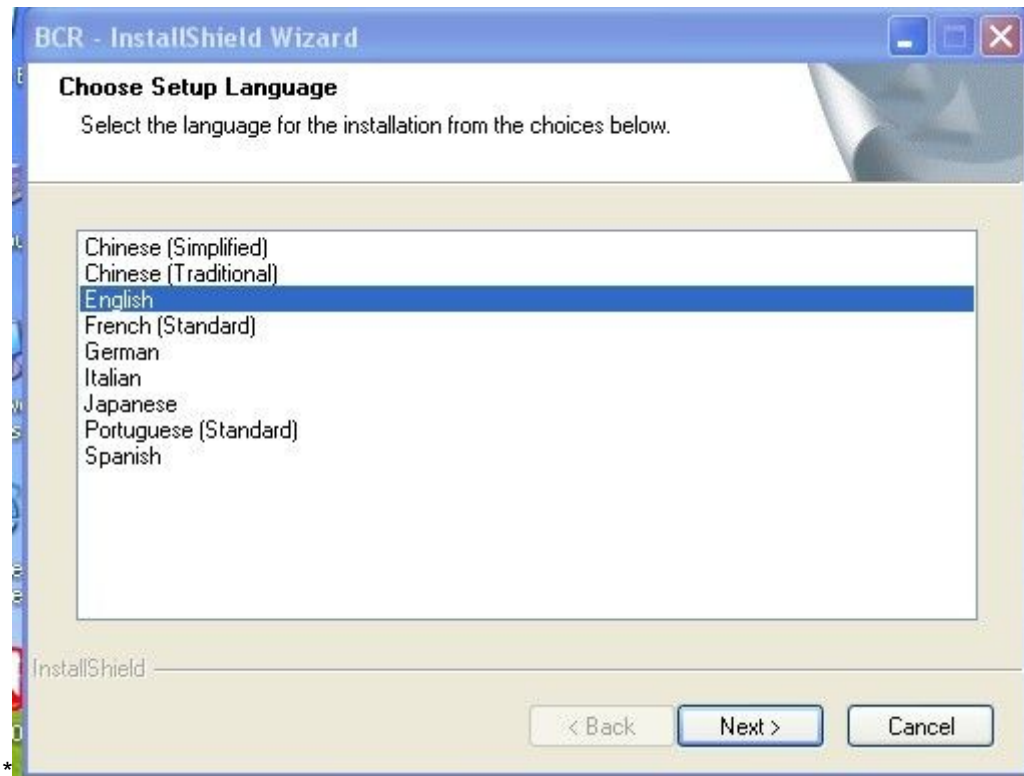 BCR - InstallShield Wizard
Choose Setup Language
Select the language for the installation from the choices below.
Chinese (Simplified)
Chinese (Traditional)
English
French (Standard)
German
Italian
Japanese
Portuguese (Standard)
Spanish
InstallShield
< Back
Next >
Cancel
*